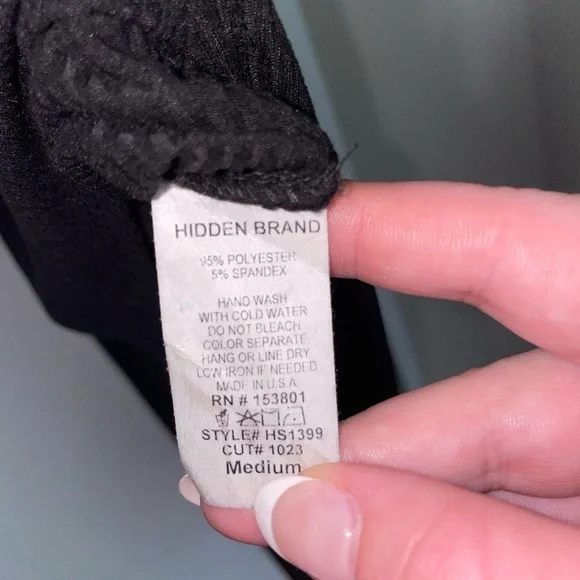 HIDDEN BRAND
95% POLYESTER
5% SPANDEX
HAND WASH
WITH COLD WATER
DO NOT BLEACH
COLOR SEPARATE
HANG OR LINE DRY
LOW IRON IF NEEDED
MADE IN U.S.A
RN # 153801
STYLE# HS1399
CUT# 1023
Medium